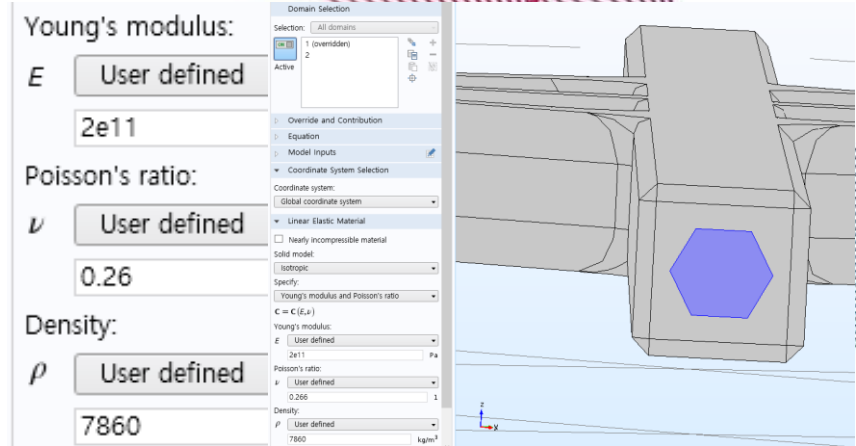 Young's modulus:
E User defined
2e11
Poisson's ratio:
ν User defined
0.26
Density:
ρ User defined
7860
Domain Selection
Selection: All domains
1 (overridden)
2
Active
Override and Contribution
Equation
Model Inputs
Coordinate System Selection
Coordinate system:
Global coordinate system
Linear Elastic Material
Nearly incompressible material
Solid model:
Isotropic
Specify:
Young's modulus and Poisson's ratio
C = C(E,ν)
Young's modulus:
E User defined
2e11 Pa
Poisson's ratio:
ν User defined
0.266 1
Density:
ρ User defined
7860 kg/m³
z
x